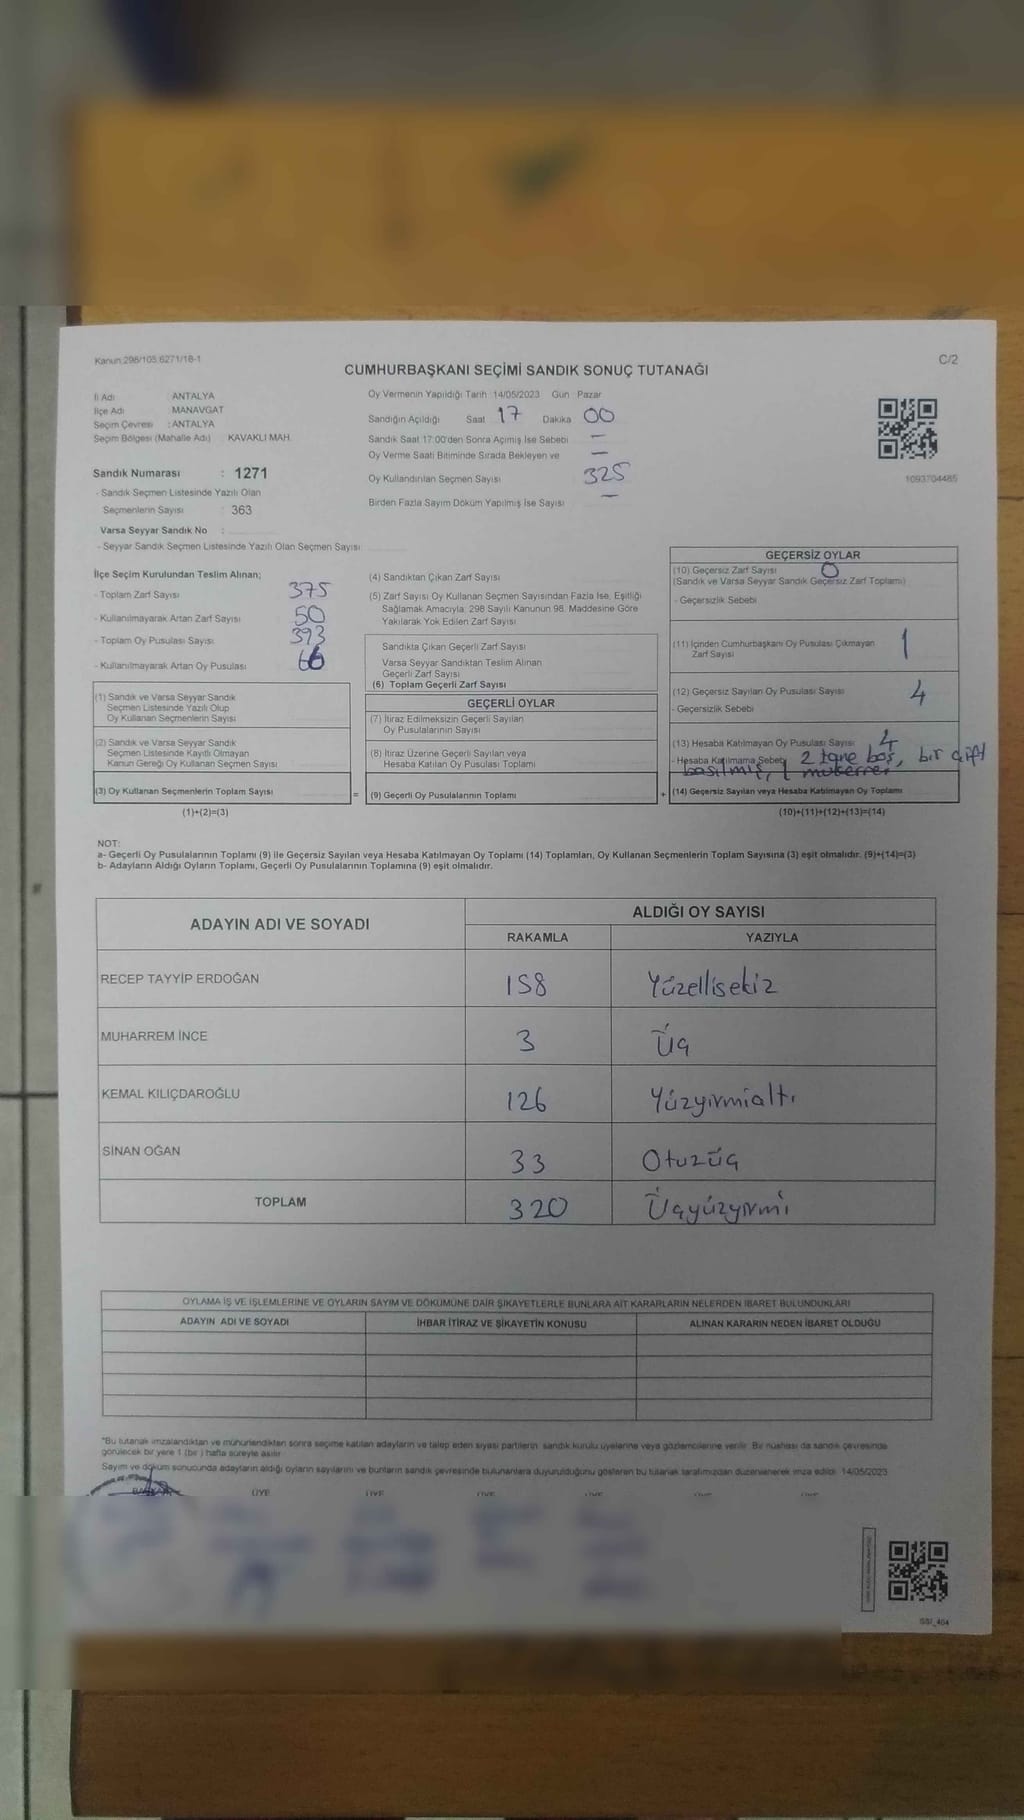 Kanun 298/105 6271/18-1
C/2
CUMHURBAŞKANI SEÇİMİ SANDIK SONUÇ TUTANAĞI
İl Adı ANTALYA
İlçe Adı MANAVGAT
Seçim Çevresi : ANTALYA
Seçim Bölgesi (Mahalle Adı) KAVAKLI MAH.
Sandık Numarası : 1271
- Sandık Seçmen Listesinde Yazılı Olan
Seçmenlerin Sayısı : 363
Varsa Seyyar Sandık No :
- Seyyar Sandık Seçmen Listesinde Yazılı Olan Seçmen Sayısı
Oy Vermenin Yapıldığı Tarih 14/05/2023 Gün Pazar
Sandığın Açıldığı Saat 17 Dakika 00
Sandık Saat 17:00'den Sonra Açımış İse Sebebi –
Oy Verme Saati Bitiminde Sırada Bekleyen ve –
Oy Kullandırılan Seçmen Sayısı 325
Birden Fazla Sayım Döküm Yapılmış İse Sayısı –
1093704485
İlçe Seçim Kurulundan Teslim Alınan;
- Toplam Zarf Sayısı 375
- Kullanılmayarak Artan Zarf Sayısı 50
- Toplam Oy Pusulası Sayısı 393
- Kullanılmayarak Artan Oy Pusulası 66
(1) Sandık ve Varsa Seyyar Sandık
Seçmen Listesinde Yazılı Olup
Oy Kullanan Seçmenlerin Sayısı
(2) Sandık ve Varsa Seyyar Sandık
Seçmen Listesinde Kayıtlı Olmayan
Kanun Gereği Oy Kullanan Seçmen Sayısı
(3) Oy Kullanan Seçmenlerin Toplam Sayısı
(1)+(2)=(3)
(4) Sandıktan Çıkan Zarf Sayısı
(5) Zarf Sayısı Oy Kullanan Seçmen Sayısından Fazla İse, Eşitliği
Sağlamak Amacıyla, 298 Sayılı Kanunun 98. Maddesine Göre
Yakılarak Yok Edilen Zarf Sayısı
Sandıkta Çıkan Geçerli Zarf Sayısı
Varsa Seyyar Sandıktan Teslim Alınan
Geçerli Zarf Sayısı
(6) Toplam Geçerli Zarf Sayısı
GEÇERLİ OYLAR
(7) İtiraz Edilmeksizin Geçerli Sayılan
Oy Pusulalarının Sayısı
(8) İtiraz Üzerine Geçerli Sayılan veya
Hesaba Katılan Oy Pusulası Toplamı
= (9) Geçerli Oy Pusulalarının Toplamı +
GEÇERSİZ OYLAR
(10) Geçersiz Zarf Sayısı 0
(Sandık ve Varsa Seyyar Sandık Geçersiz Zarf Toplamı)
- Geçersizlik Sebebi
(11) İçinden Cumhurbaşkanı Oy Pusulası Çıkmayan 1
Zarf Sayısı
(12) Geçersiz Sayılan Oy Pusulası Sayısı 4
- Geçersizlik Sebebi
(13) Hesaba Katılmayan Oy Pusulası Sayısı 4
- Hesaba Katılmama Sebebi 2 tane boş, bir çift
basılmış, 1 mükerrer
(14) Geçersiz Sayılan veya Hesaba Katılmayan Oy Toplamı
(10)+(11)+(12)+(13)=(14)
NOT:
a- Geçerli Oy Pusulalarının Toplamı (9) ile Geçersiz Sayılan veya Hesaba Katılmayan Oy Toplamı (14) Toplamları, Oy Kullanan Seçmenlerin Toplam Sayısına (3) eşit olmalıdır. (9)+(14)=(3)
b- Adayların Aldığı Oyların Toplamı, Geçerli Oy Pusulalarının Toplamına (9) eşit olmalıdır.
ADAYIN ADI VE SOYADI
ALDIĞI OY SAYISI
RAKAMLA YAZIYLA
RECEP TAYYİP ERDOĞAN 158 Yüzellisekiz
MUHARREM İNCE 3 Üç
KEMAL KILIÇDAROĞLU 126 Yüzyirmialtı
SİNAN OĞAN 33 Otuzüç
TOPLAM 320 Üçyüzyirmi
OYLAMA İŞ VE İŞLEMLERİNE VE OYLARIN SAYIM VE DÖKÜMÜNE DAİR ŞİKAYETLERLE BUNLARA AİT KARARLARIN NELERDEN İBARET BULUNDUKLARI
ADAYIN ADI VE SOYADI İHBAR İTİRAZ VE ŞİKAYETİN KONUSU ALINAN KARARIN NEDEN İBARET OLDUĞU
*Bu tutanak imzalandıktan ve mühürlendikten sonra seçime katılan adayların ve talep eden siyasi partilerin sandık kurulu üyelerine veya gözlemcilerine verilir. Bir nüshası da sandık çevresinde
görülecek bir yere 1 (bir ) hafta süreyle asılır
Sayım ve döküm sonucunda adayların aldığı oyların sayılarını ve bunların sandık çevresinde bulunanlara duyurulduğunu gösteren bu tutanak tarafımızdan düzenlenerek imza edildi 14/05/2023
BAŞKAN ÜYE ÜYE ÜYE ÜYE